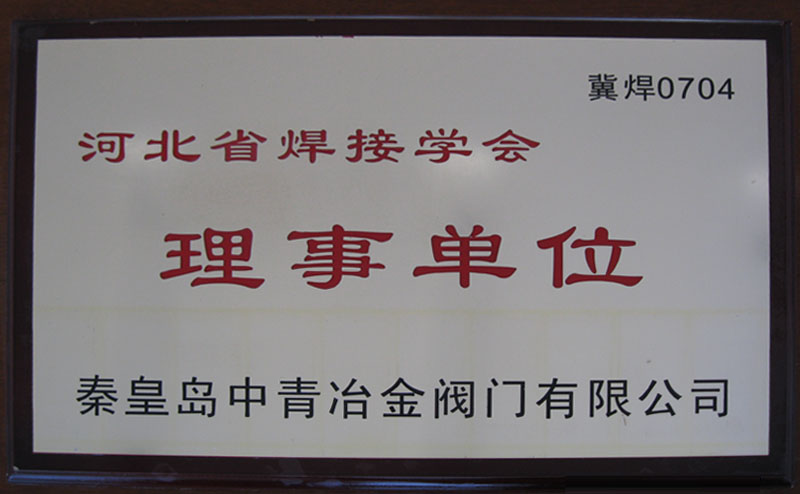 冀焊0704
河北省焊接学会
理事单位
秦皇岛中青冶金阀门有限公司